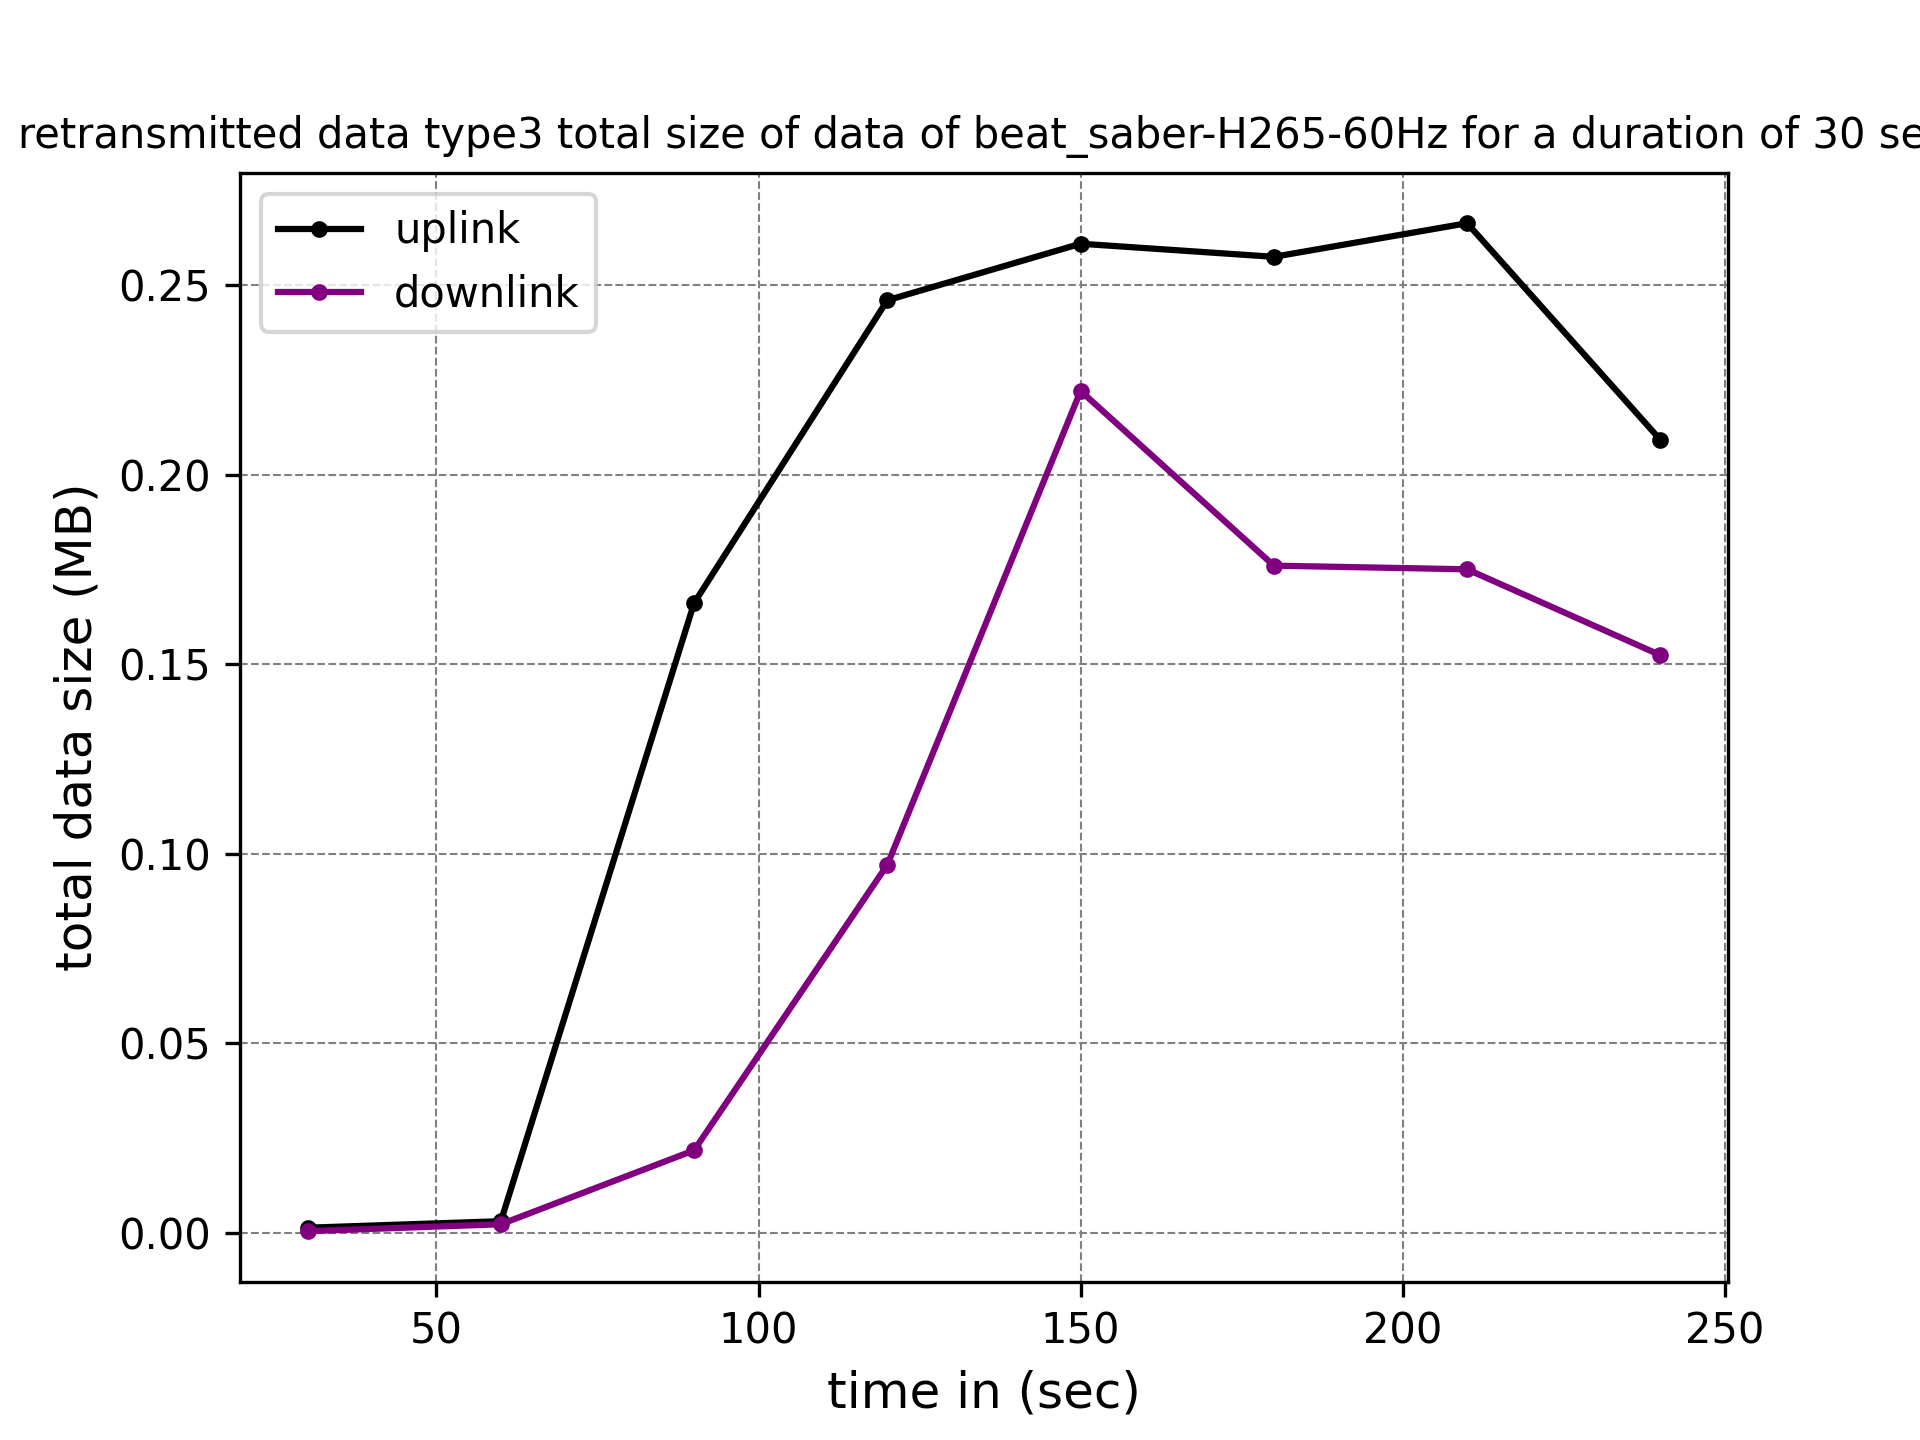 retransmitted data type3 total size of data of beat_saber-H265-60Hz for a duration of 30 se
uplink
downlink
total data size (MB)
0.25
0.20
0.15
0.10
0.05
0.00
50 100 150 200 250
time in (sec)